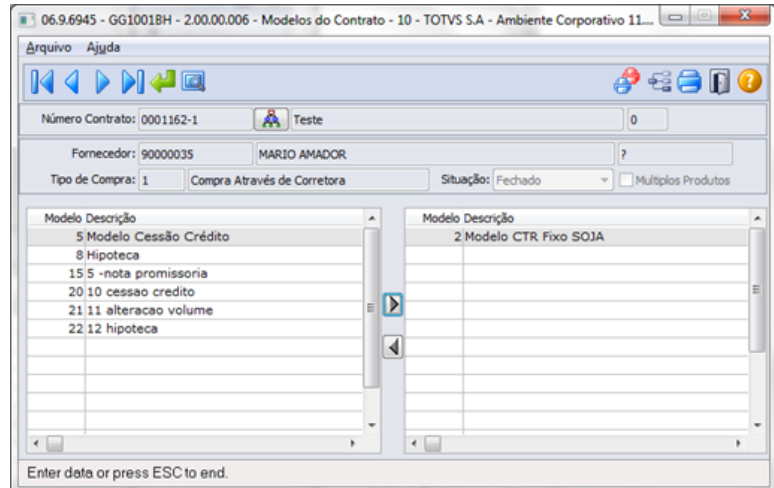 06.9.6945 - GG1001BH - 2.00.00.006 - Modelos do Contrato - 10 - TOTVS S.A - Ambiente Corporativo 11....
Arquivo Ajuda
Número Contrato: 0001162-1 Teste 0
Fornecedor: 90000035 MARIO AMADOR ?
Tipo de Compra: 1 Compra Através de Corretora Situação: Fechado Multiplos Produtos
Modelo Descrição Modelo Descrição
5 Modelo Cessão Crédito 2 Modelo CTR Fixo SOJA
8 Hipoteca
15 5 -nota promissoria
20 10 cessao credito
21 11 alteracao volume
22 12 hipoteca
Enter data or press ESC to end.